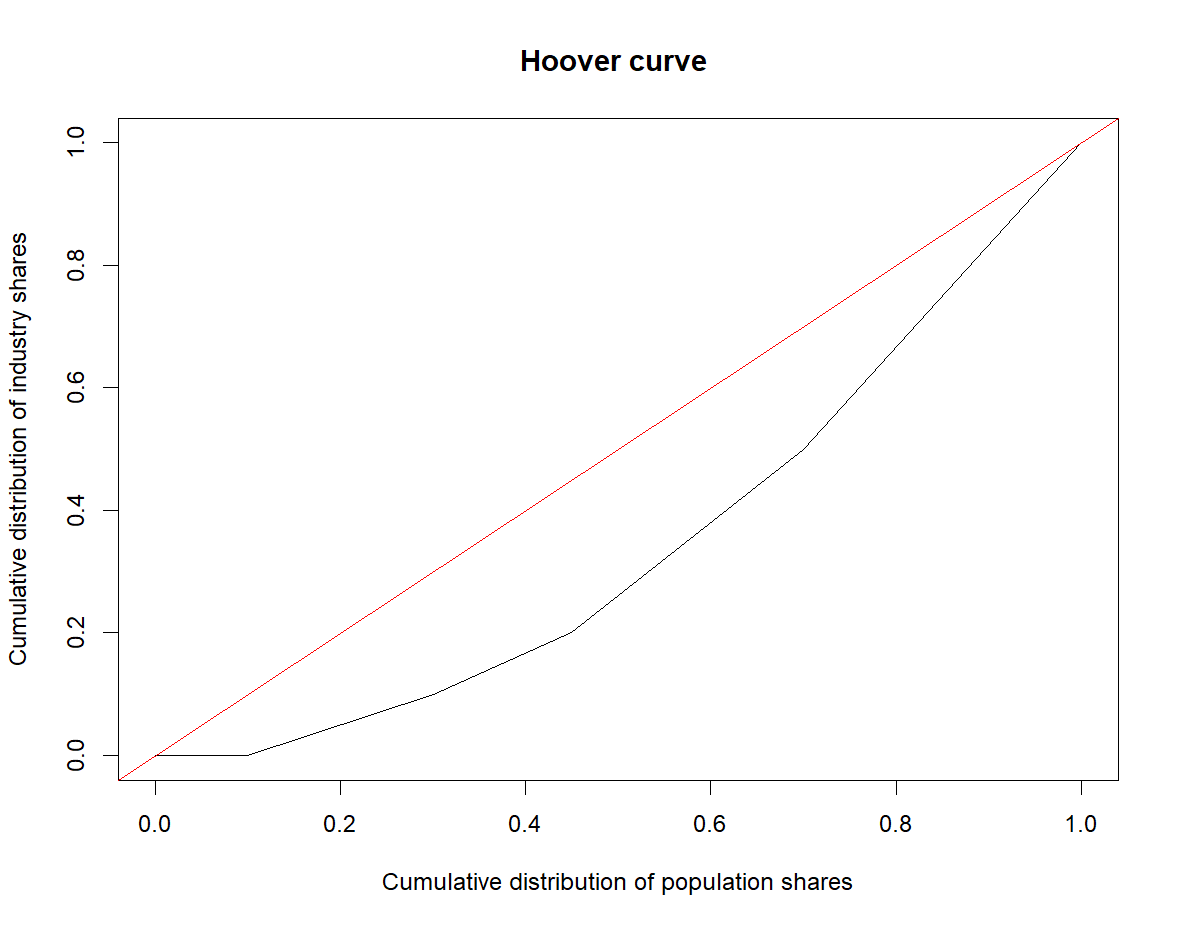 Hoover curve
1.0
0.8
0.6
0.4
0.2
0.0
Cumulative distribution of industry shares
0.0 0.2 0.4 0.6 0.8 1.0
Cumulative distribution of population shares